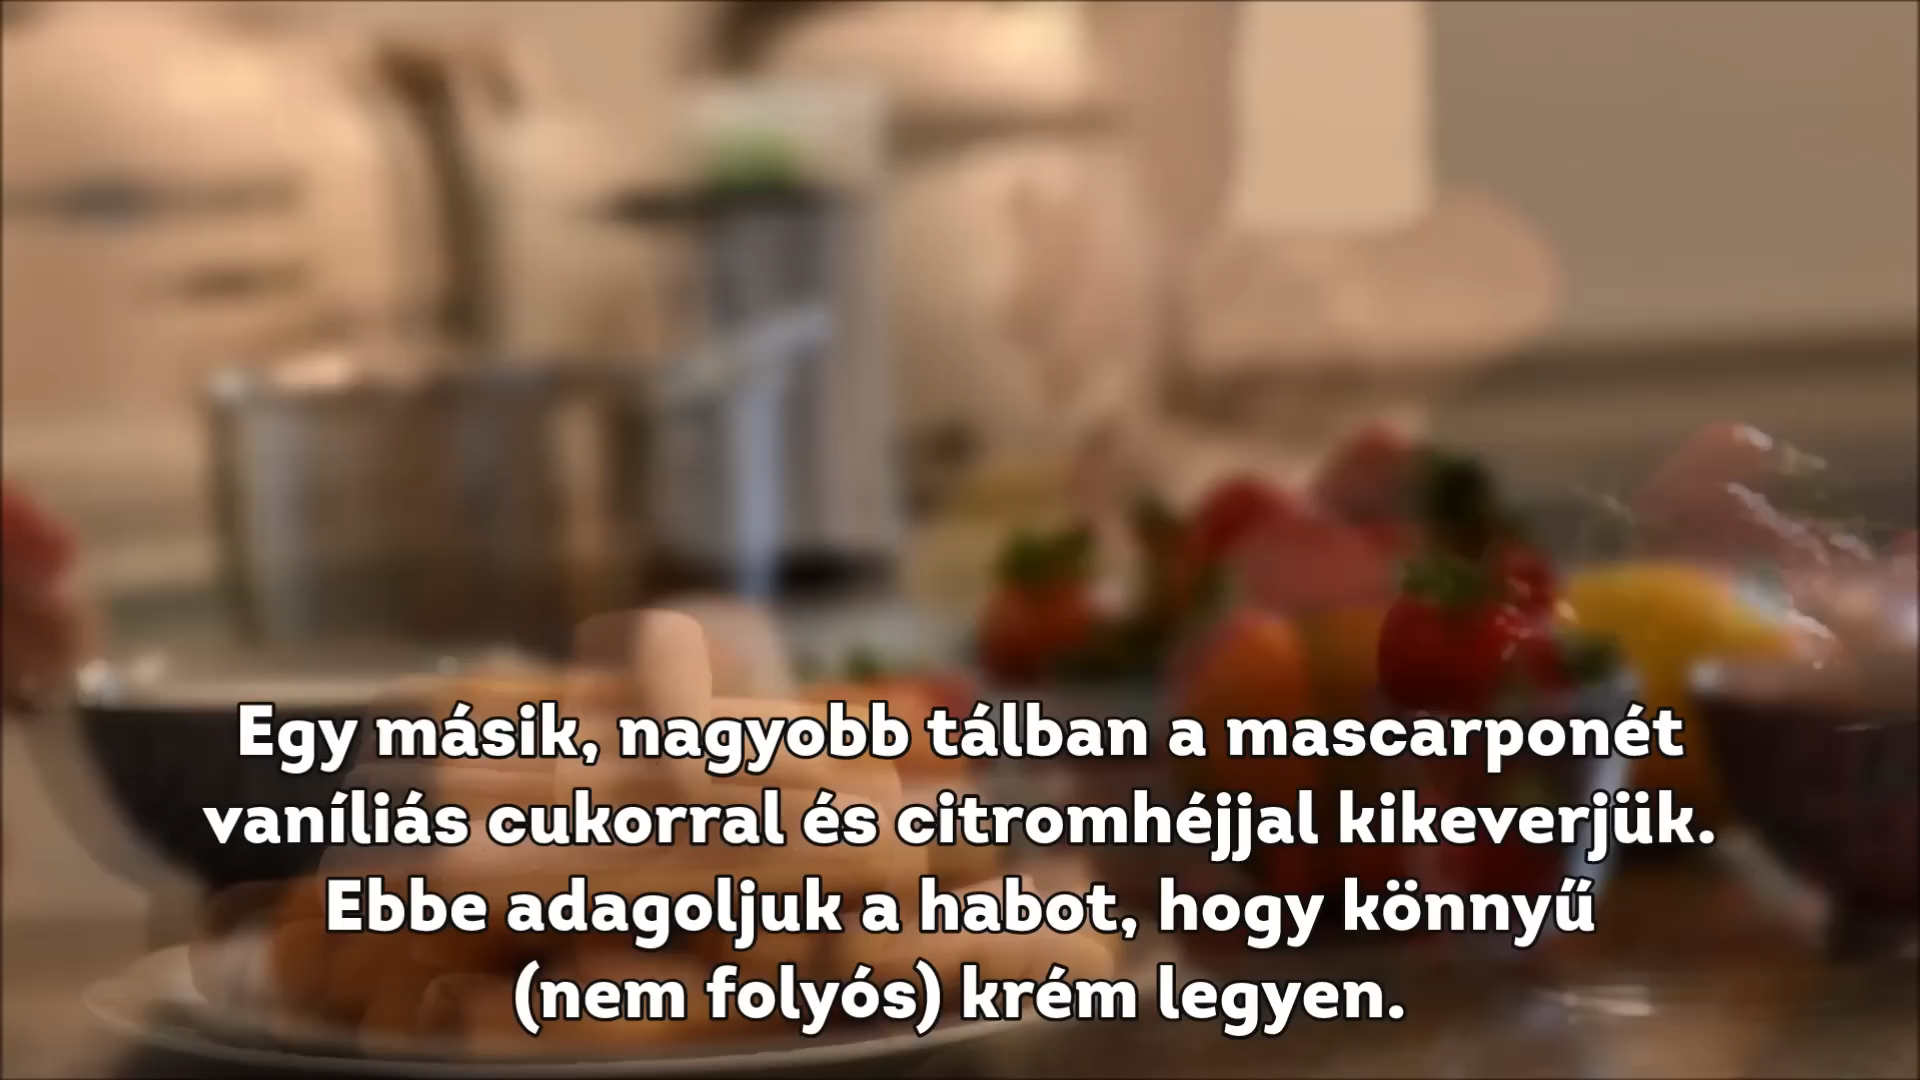 Egy másik, nagyobb tálban a mascarponét
vaníliás cukorral és citromhéjjal kikeverjük.
Ebbe adagoljuk a habot, hogy könnyű
(nem folyós) krém legyen.